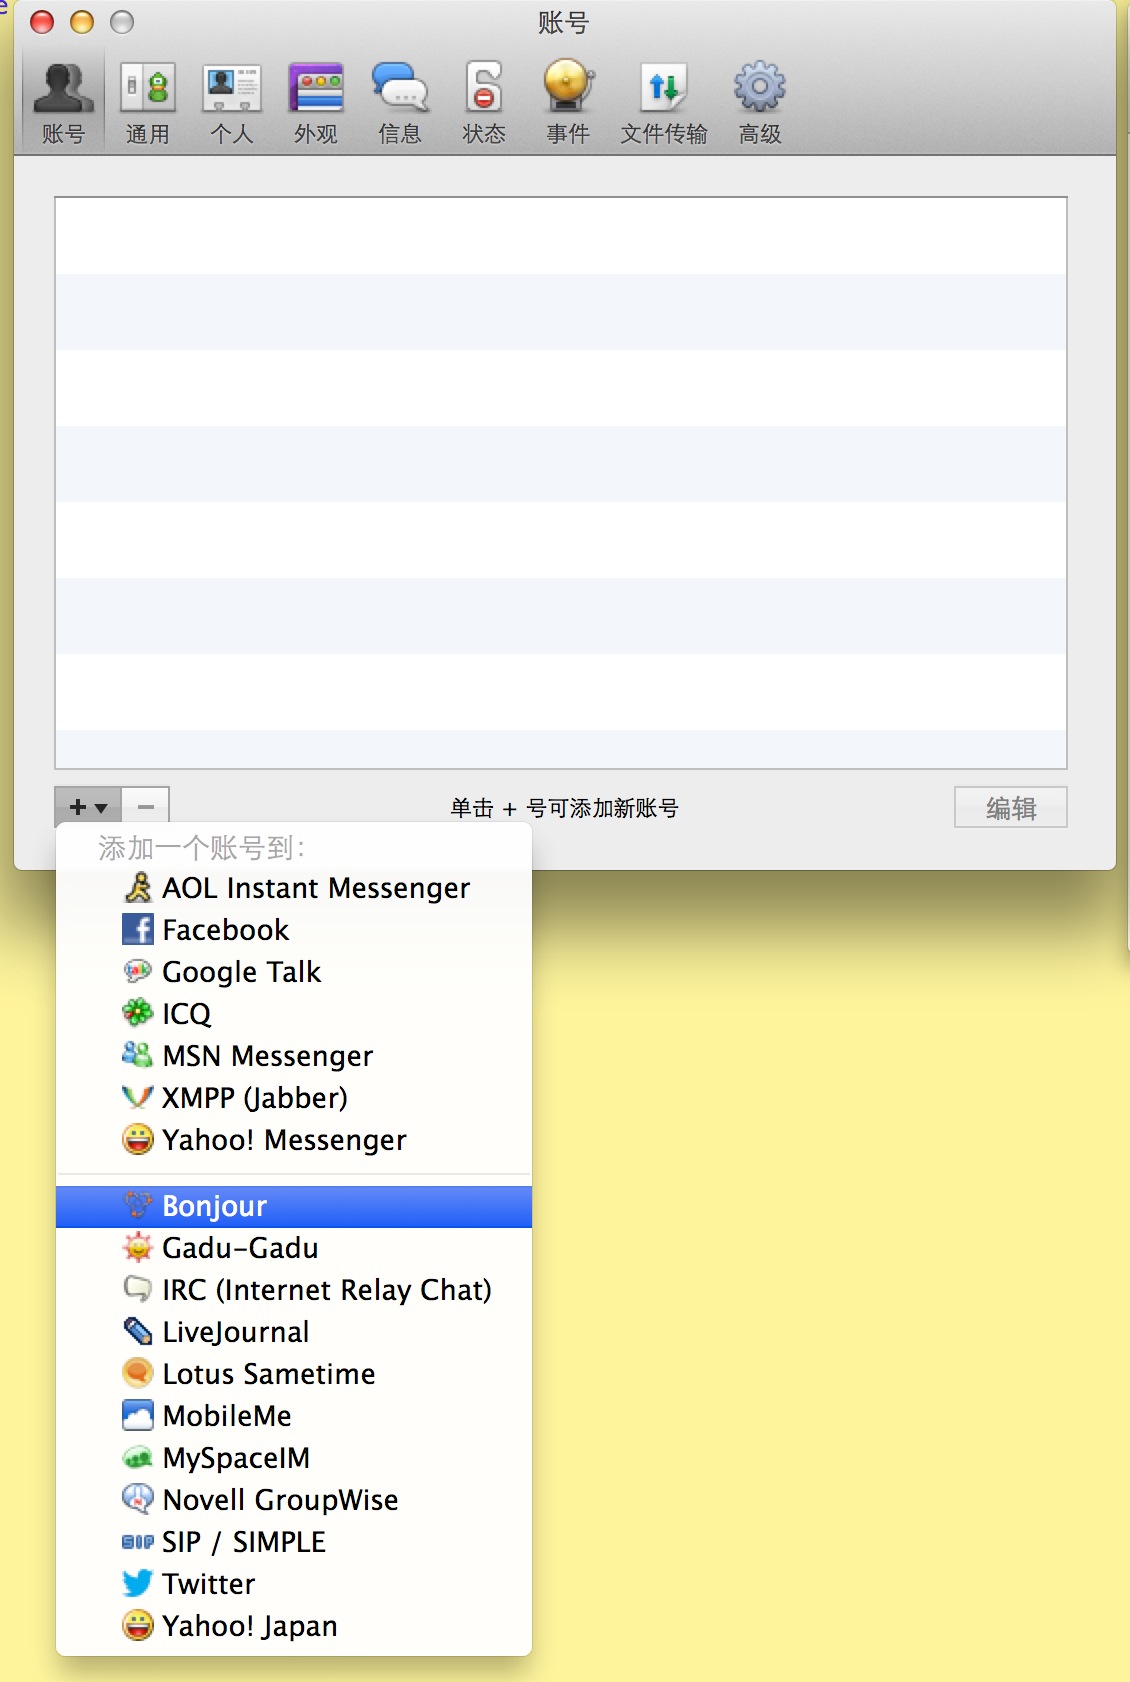 e
账号
账号 通用 个人 外观 信息 状态 事件 文件传输 高级
单击 + 号可添加新账号 编辑
添加一个账号到：
AOL Instant Messenger
Facebook
Google Talk
ICQ
MSN Messenger
XMPP (Jabber)
Yahoo! Messenger
Bonjour
Gadu-Gadu
IRC (Internet Relay Chat)
LiveJournal
Lotus Sametime
MobileMe
MySpaceIM
Novell GroupWise
SIP / SIMPLE
Twitter
Yahoo! Japan